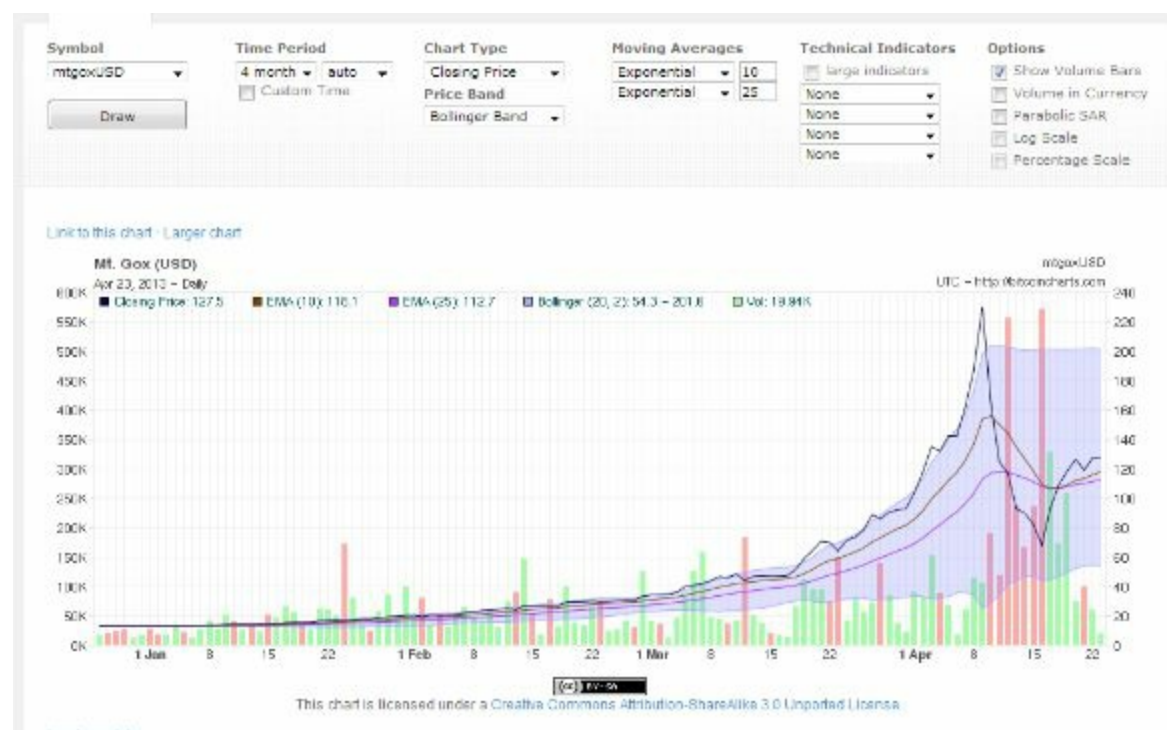 Symbol
Time Period
Chart Type
Moving Averages
Technical Indicators
Options
mtgoxUSD
4 month
auto
Closing Price
Exponential
10
large indicators
Show Volume Bars
Custom Time
Price Band
Exponential
25
None
Volume in Currency
Draw
Bollinger Band
None
Parabolic SAR
None
Log Scale
None
Percentage Scale
Link to this chart · Larger chart
Mt. Gox (USD)
mtgoxUSD
Apr 23, 2013 - Daily
UTC - http://bitcoincharts.com
Closing Price: 127.5
EMA (10): 118.1
EMA (25): 112.7
Bollinger (20, 2): 54.3 - 201.8
Vol: 19.94K
600K
240
550K
220
500K
200
450K
180
400K
160
350K
140
300K
120
250K
100
200K
80
150K
60
100K
40
50K
20
0K
0
1 Jan
8
15
22
1 Feb
8
15
22
1 Mar
8
15
22
1 Apr
8
15
22
(cc) BY-SA
This chart is licensed under a Creative Commons Attribution-ShareAlike 3.0 Unported License